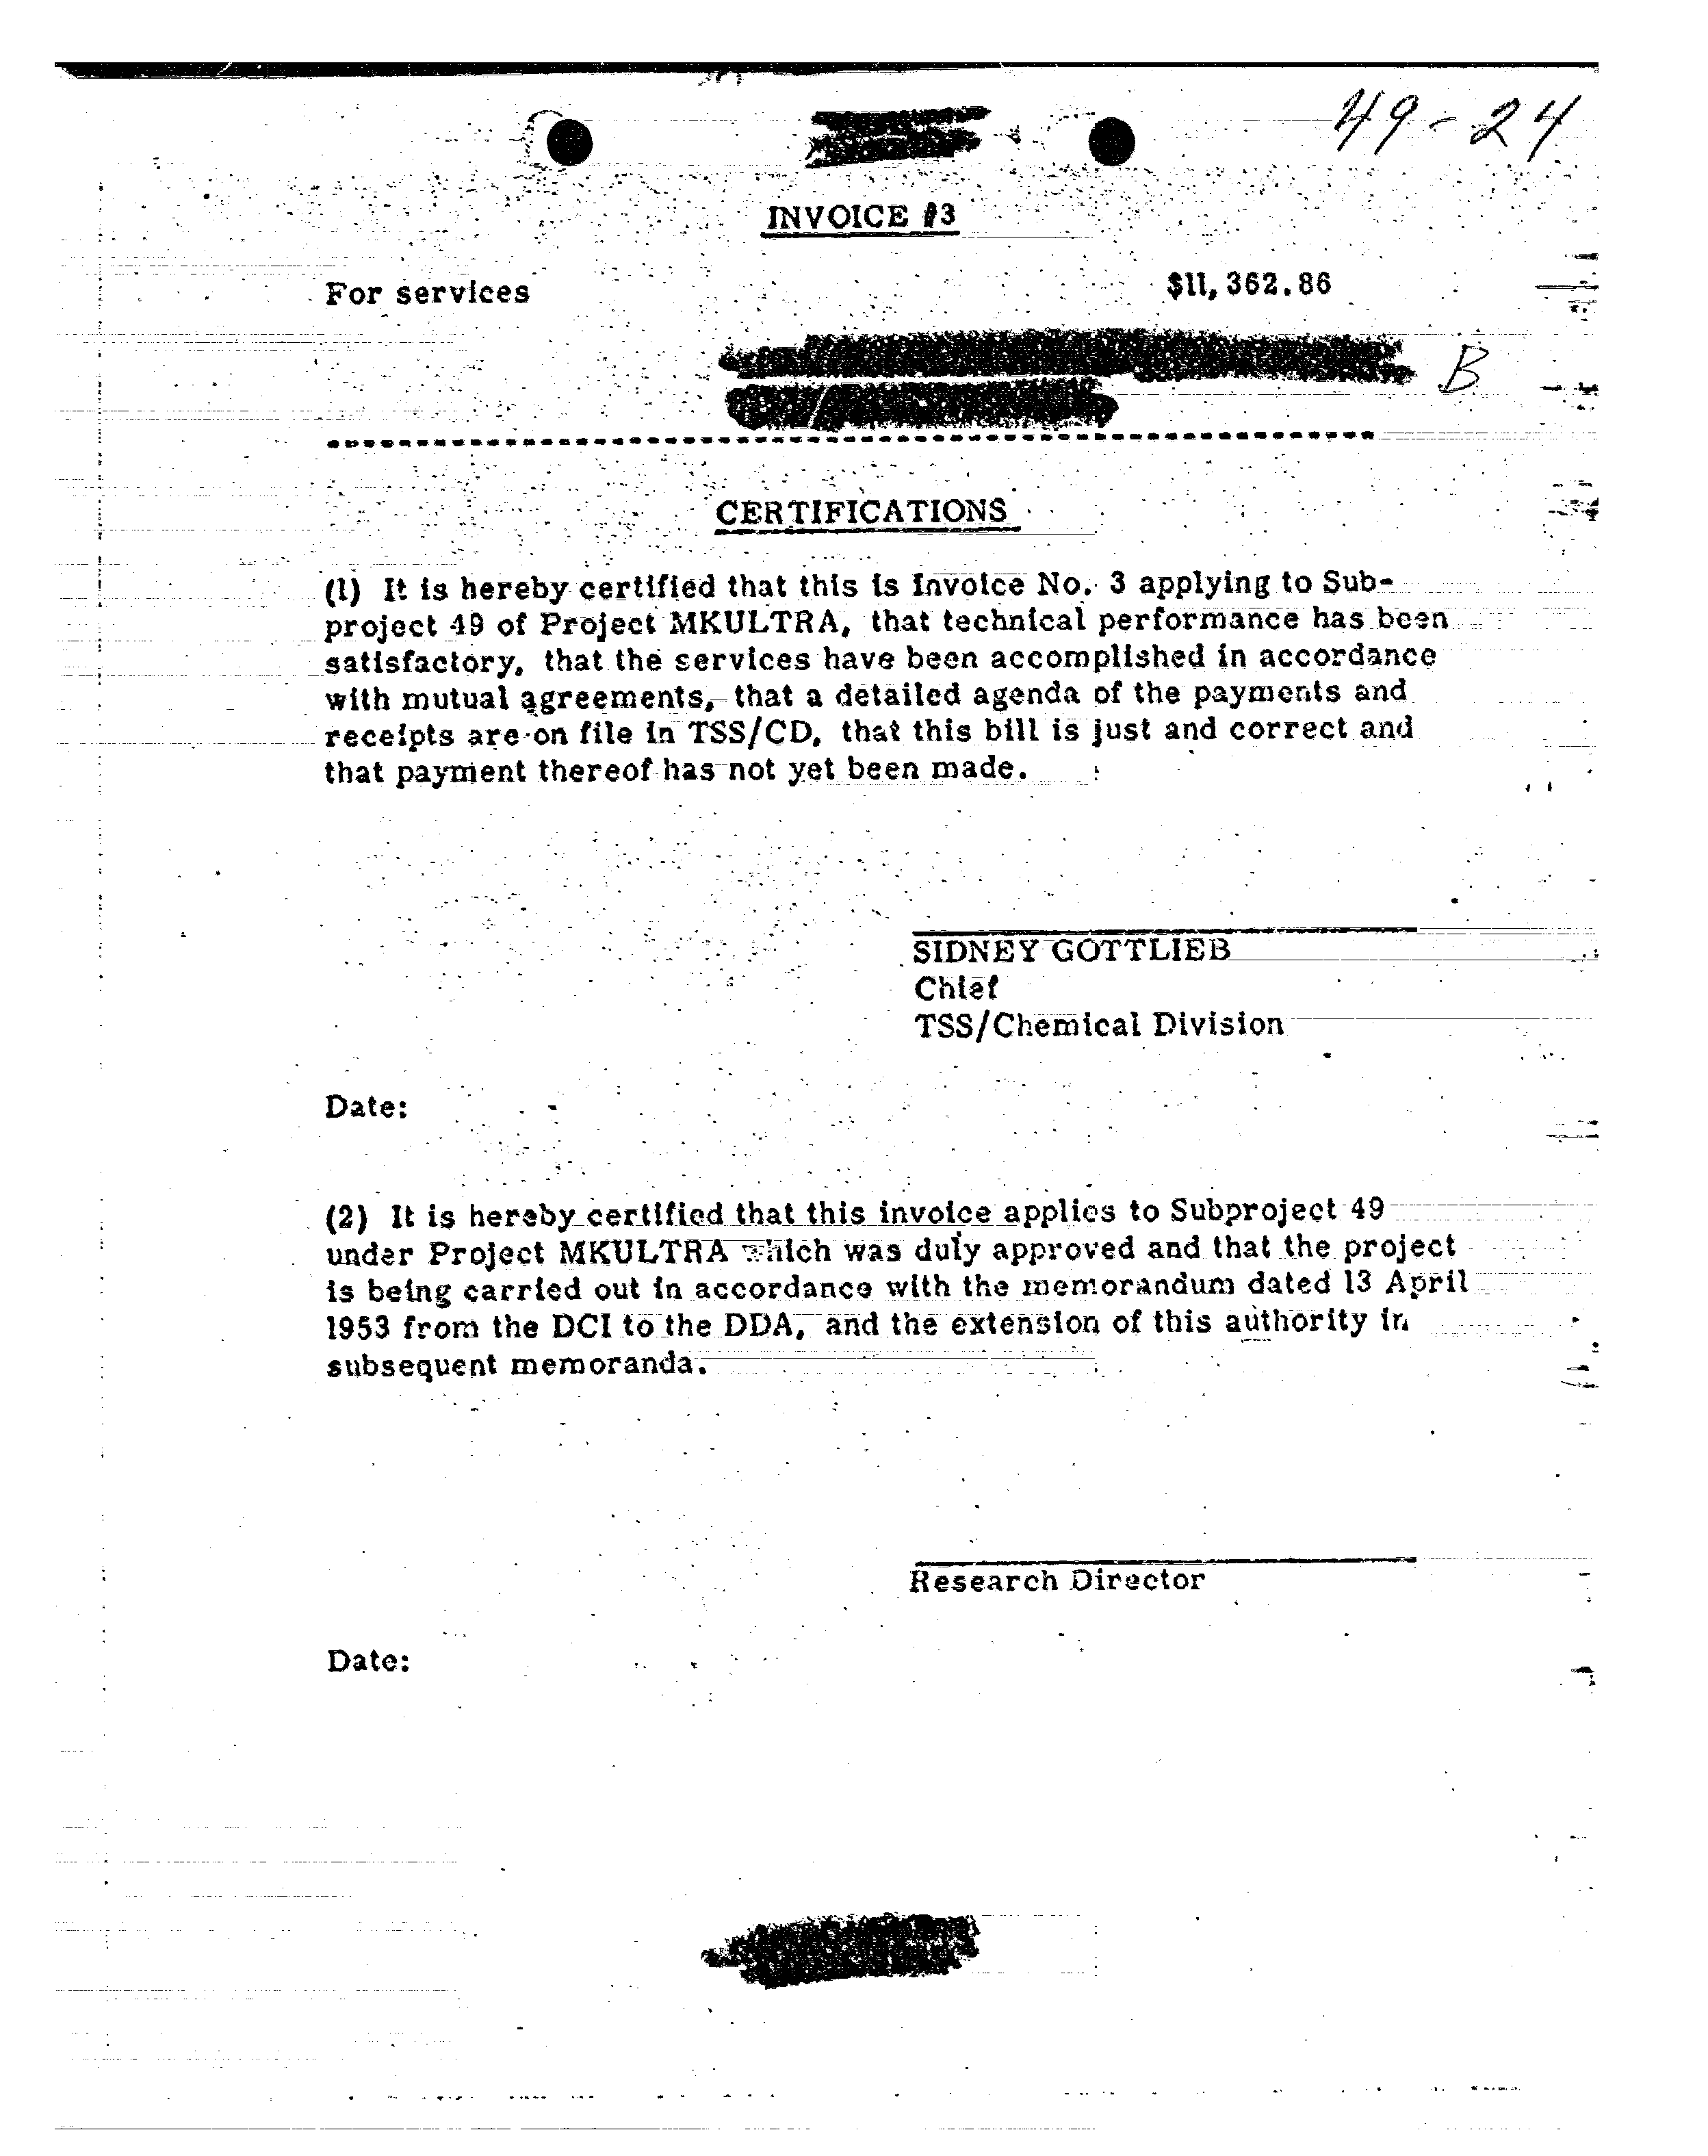 49-24
INVOICE #3
For services $11,362.86
B
CERTIFICATIONS
(1) It is hereby certified that this is Invoice No. 3 applying to Sub-
project 49 of Project MKULTRA, that technical performance has been
satisfactory, that the services have been accomplished in accordance
with mutual agreements, that a detailed agenda of the payments and
receipts are on file in TSS/CD, that this bill is just and correct and
that payment thereof has not yet been made.
SIDNEY GOTTLIEB
Chief
TSS/Chemical Division
Date:
(2) It is hereby certified that this invoice applies to Subproject 49
under Project MKULTRA which was duly approved and that the project
is being carried out in accordance with the memorandum dated 13 April
1953 from the DCI to the DDA, and the extension of this authority in
subsequent memoranda.
Research Director
Date: